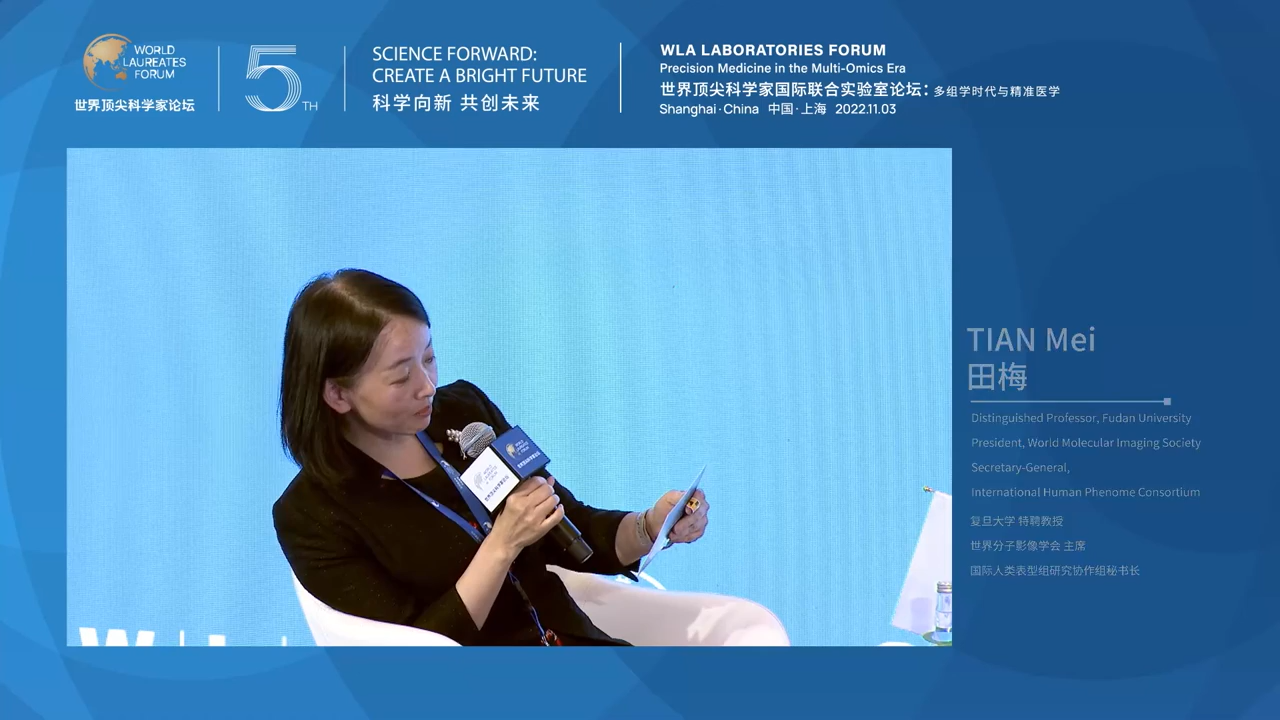 WORLD
LAUREATES
FORUM
世界顶尖科学家论坛
5TH
SCIENCE FORWARD:
CREATE A BRIGHT FUTURE
科学向新 共创未来
WLA LABORATORIES FORUM
Precision Medicine in the Multi-Omics Era
世界顶尖科学家国际联合实验室论坛：多组学时代与精准医学
Shanghai·China 中国·上海 2022.11.03
TIAN Mei
田梅
Distinguished Professor, Fudan University
President, World Molecular Imaging Society
Secretary-General,
International Human Phenome Consortium
复旦大学 特聘教授
世界分子影像学会 主席
国际人类表型组研究协作组秘书长